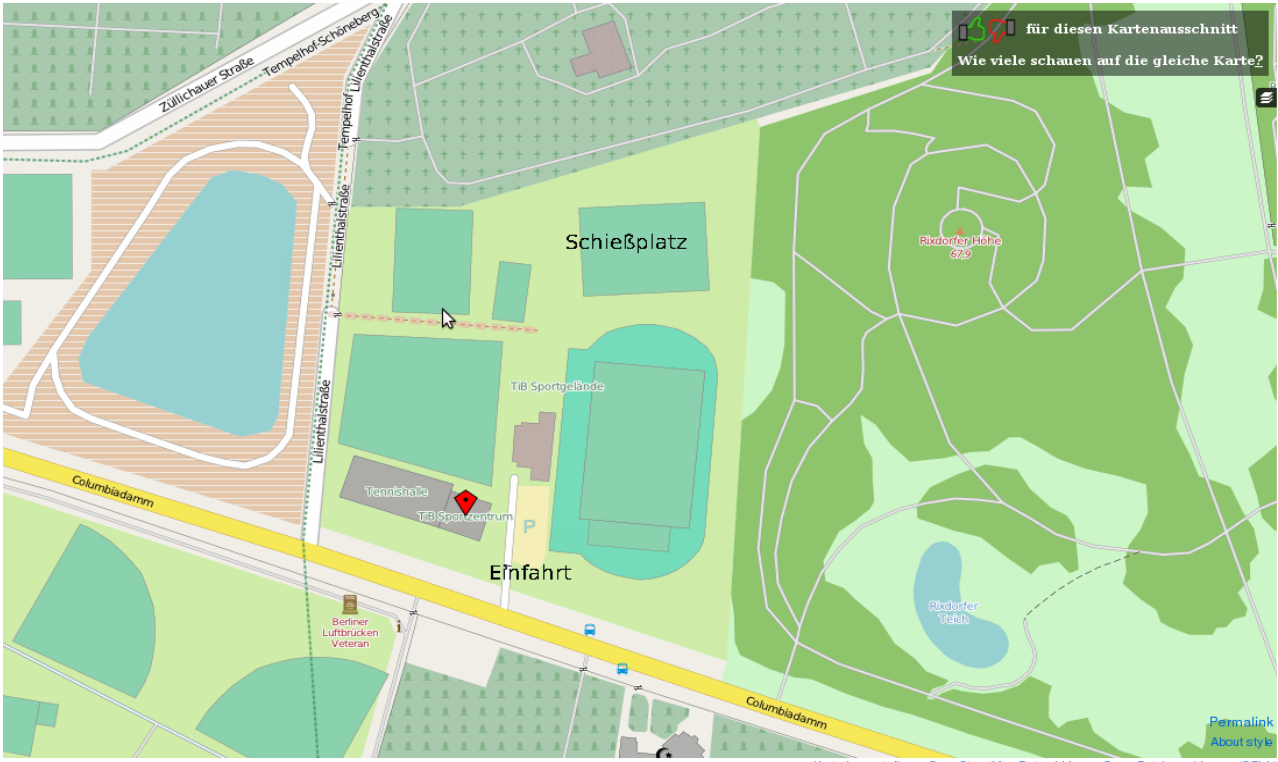 für diesen Kartenausschnitt
Wie viele schauen auf die gleiche Karte?
Züllichauer Straße
Tempelhof-Schöneberg
Lilienthalstraße
Tempelhof
Lilienthalstraße
Schießplatz
Rixdorfer Höhe
67.9
TiB Sportgelände
Lilienthalstraße
Columbiadamm
Tennishalle
TiB Sportzentrum
P
Einfahrt
Berliner
Luftbrücken
Veteran
Rixdorfer
Teich
Columbiadamm
Permalink
About style